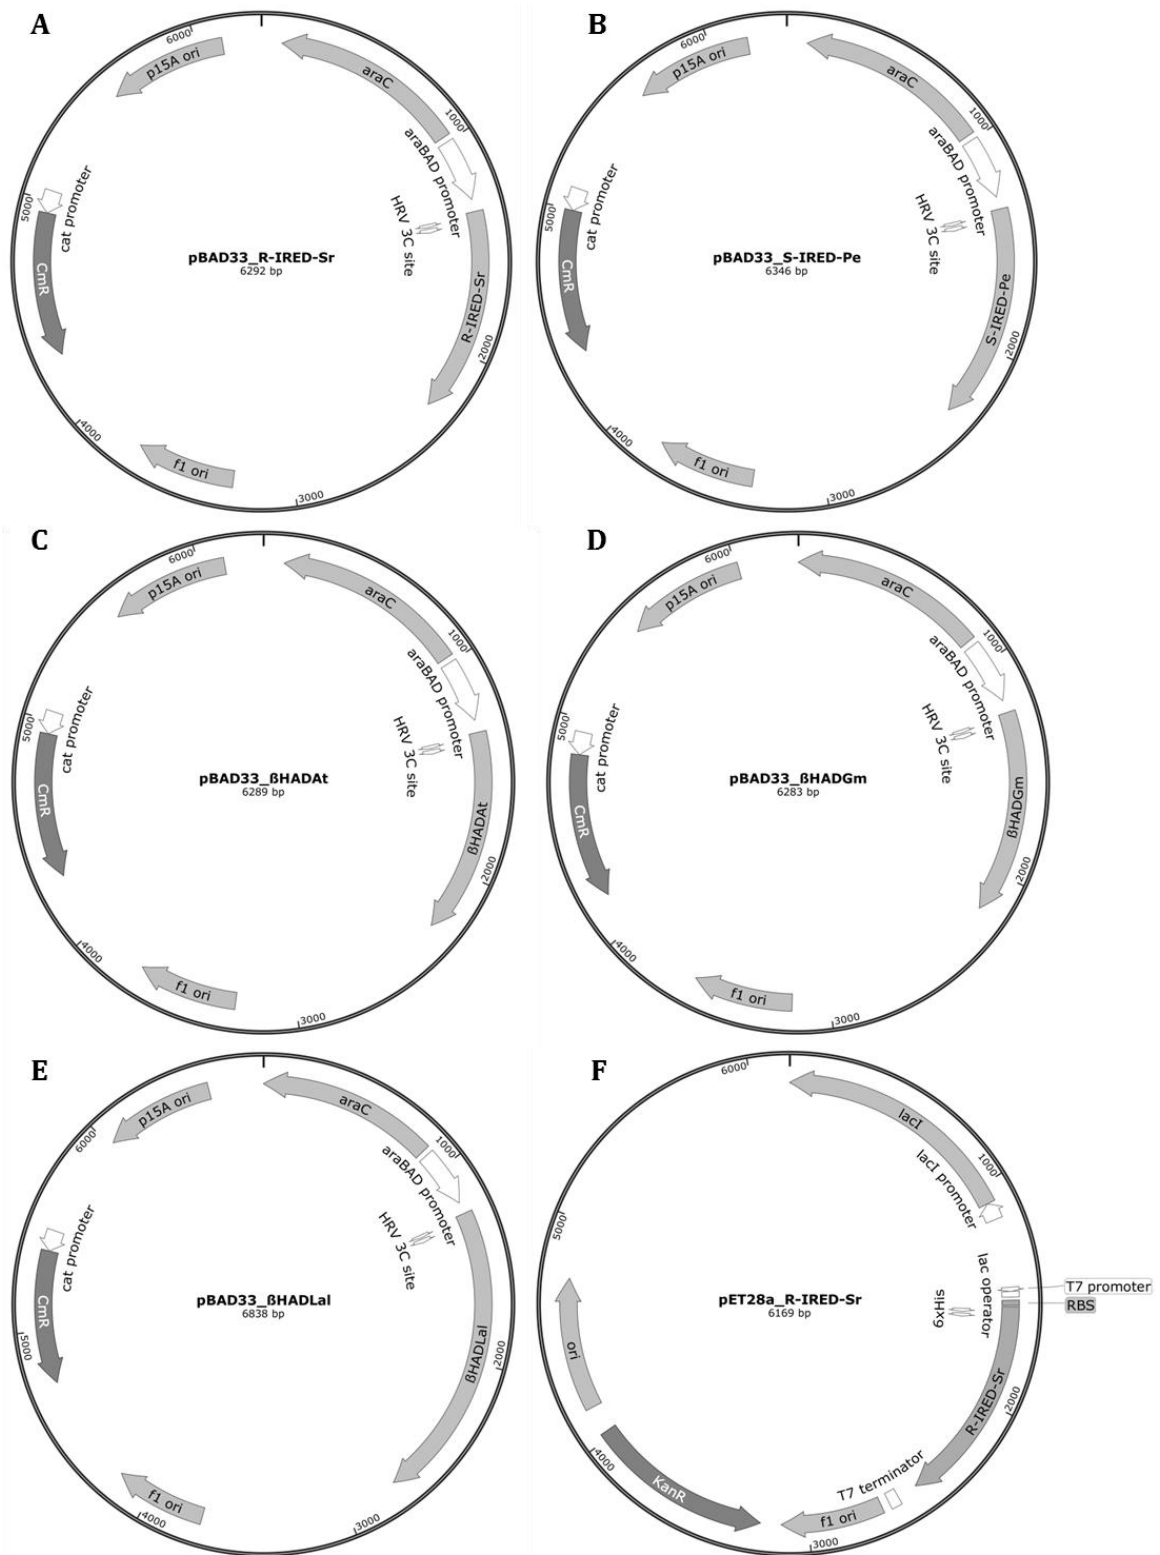 A
6000
p15A ori
araC
1000
araBAD promoter
HRV 3C site
5000
cat promoter
CmR
pBAD33_R-IRED-Sr
6292 bp
R-IRED-Sr
2000
4000
f1 ori
3000
B
6000
p15A ori
araC
1000
araBAD promoter
HRV 3C site
5000
cat promoter
CmR
pBAD33_S-IRED-Pe
6346 bp
S-IRED-Pe
2000
4000
f1 ori
3000
C
6000
p15A ori
araC
1000
araBAD promoter
HRV 3C site
5000
cat promoter
CmR
pBAD33_βHADAt
6289 bp
βHADAt
2000
4000
f1 ori
3000
D
6000
p15A ori
araC
1000
araBAD promoter
HRV 3C site
5000
cat promoter
CmR
pBAD33_βHADGm
6283 bp
βHADGm
2000
4000
f1 ori
3000
E
6000
p15A ori
araC
1000
araBAD promoter
HRV 3C site
cat promoter
CmR
5000
pBAD33_βHADLal
6838 bp
βHADLal
2000
f1 ori
4000
3000
F
6000
lacI
1000
lacI promoter
5000
lac operator
T7 promoter
RBS
6xHis
pET28a_R-IRED-Sr
6169 bp
ori
R-IRED-Sr
2000
4000
KanR
T7 terminator
f1 ori
3000